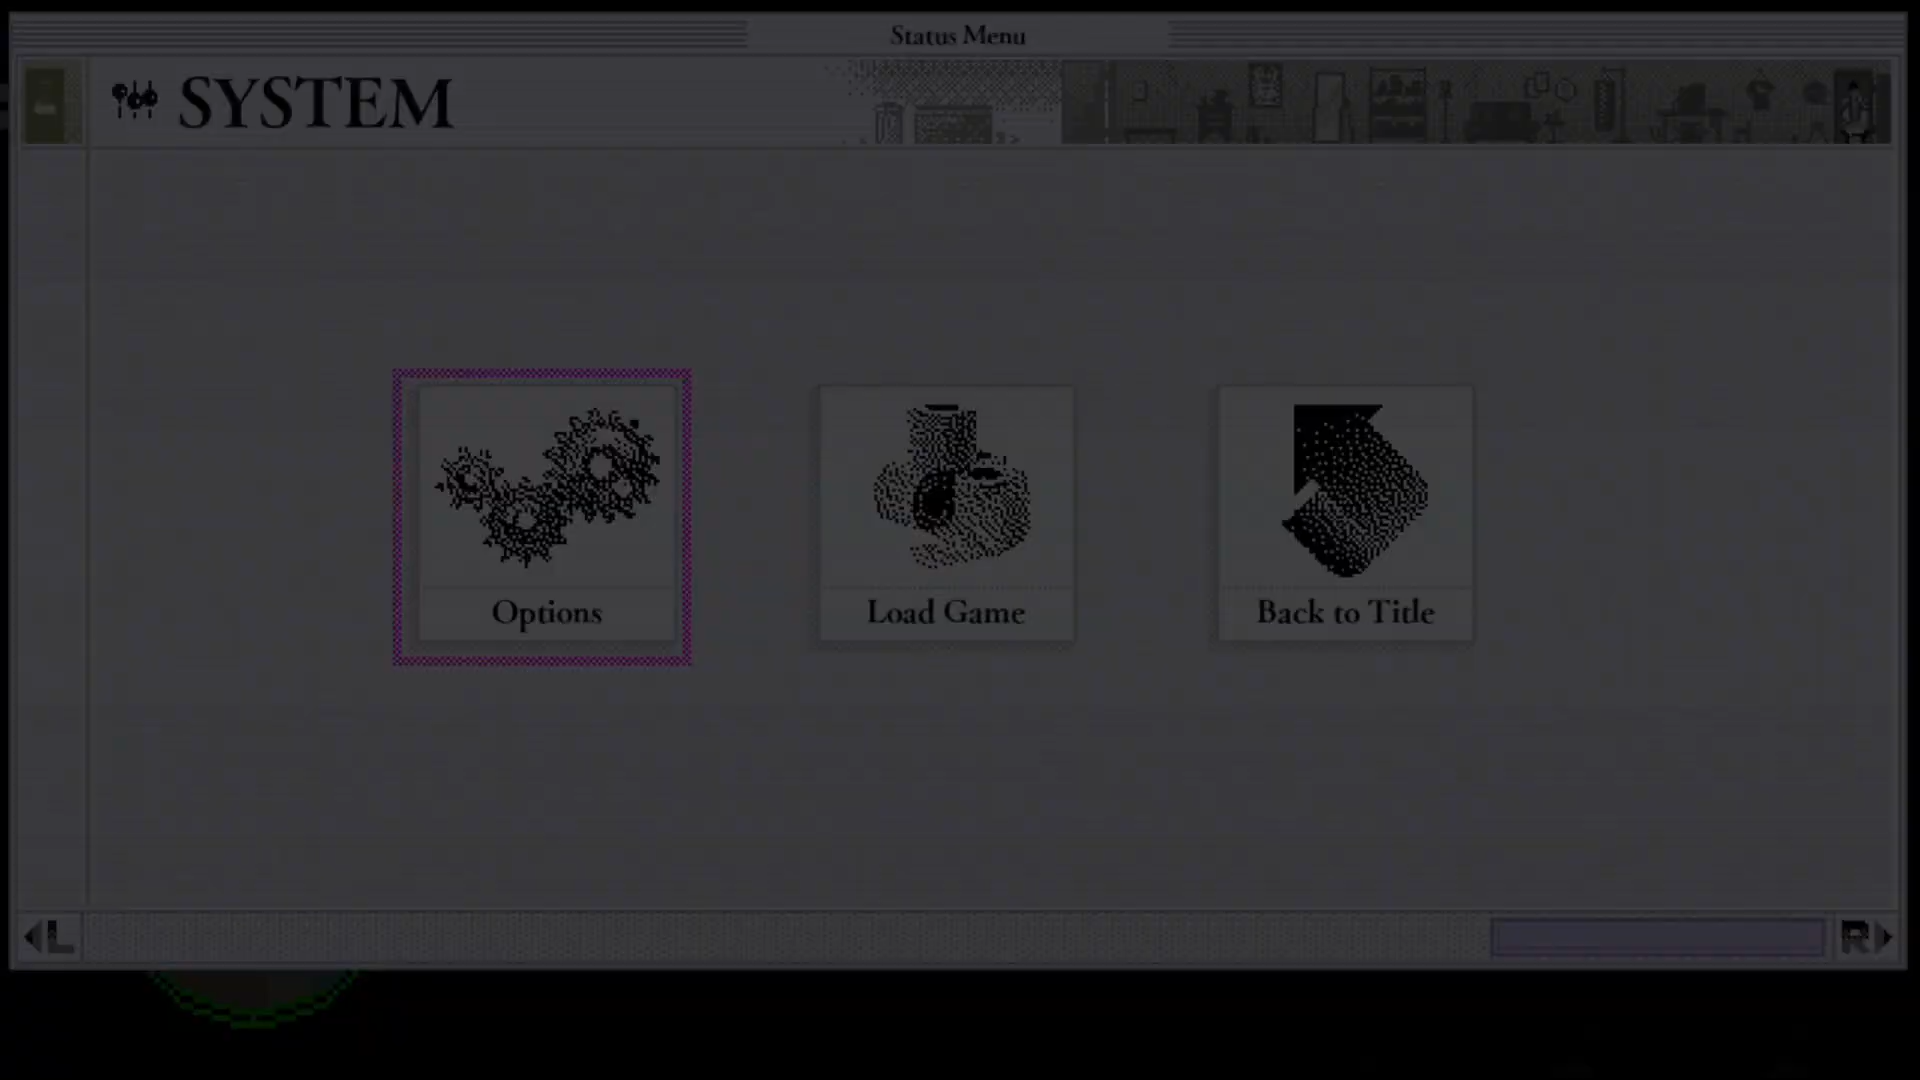 Status Menu
SYSTEM
Options
Load Game
Back to Title
L
R